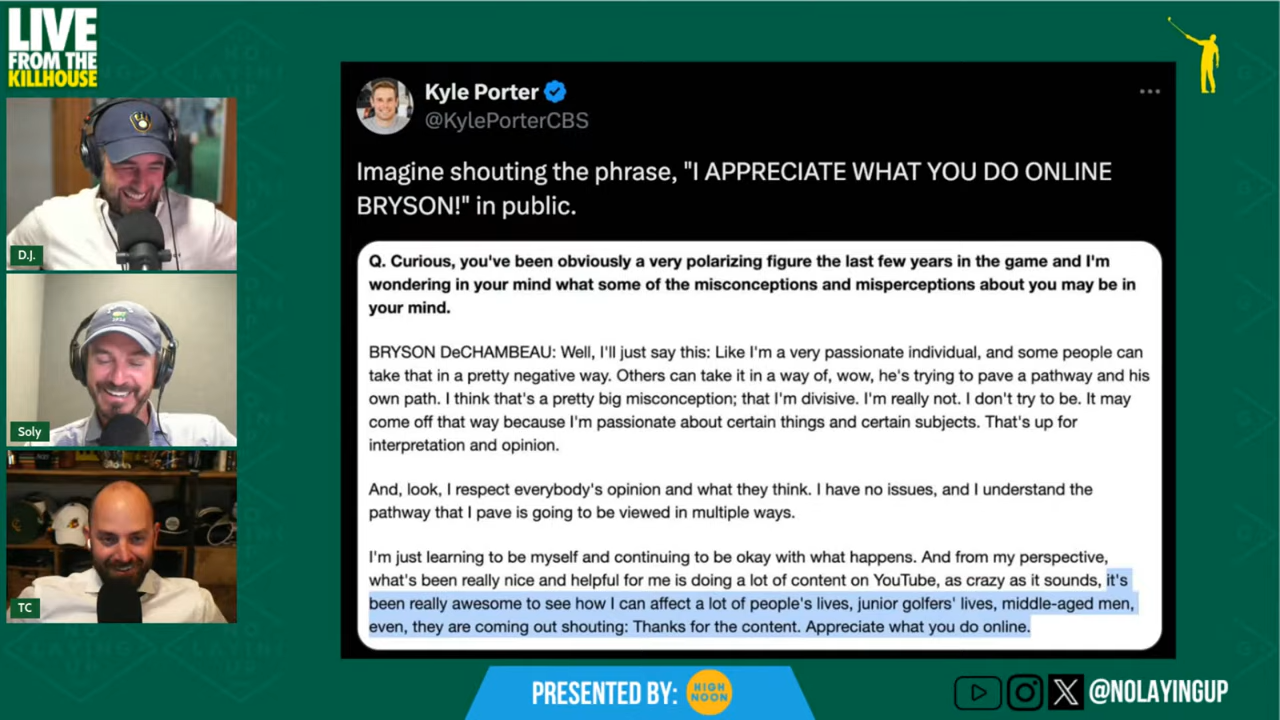 LIVE
FROM THE
KILLHOUSE
D.J.
Soly
TC
Kyle Porter
@KylePorterCBS
Imagine shouting the phrase, "I APPRECIATE WHAT YOU DO ONLINE
BRYSON!" in public.
Q. Curious, you've been obviously a very polarizing figure the last few years in the game and I'm
wondering in your mind what some of the misconceptions and misperceptions about you may be in
your mind.
BRYSON DeCHAMBEAU: Well, I'll just say this: Like I'm a very passionate individual, and some people can
take that in a pretty negative way. Others can take it in a way of, wow, he's trying to pave a pathway and his
own path. I think that's a pretty big misconception; that I'm divisive. I'm really not. I don't try to be. It may
come off that way because I'm passionate about certain things and certain subjects. That's up for
interpretation and opinion.
And, look, I respect everybody's opinion and what they think. I have no issues, and I understand the
pathway that I pave is going to be viewed in multiple ways.
I'm just learning to be myself and continuing to be okay with what happens. And from my perspective,
what's been really nice and helpful for me is doing a lot of content on YouTube, as crazy as it sounds, it's
been really awesome to see how I can affect a lot of people's lives, junior golfers' lives, middle-aged men,
even, they are coming out shouting: Thanks for the content. Appreciate what you do online.
PRESENTED BY:
HIGH
NOON
@NOLAYINGUP